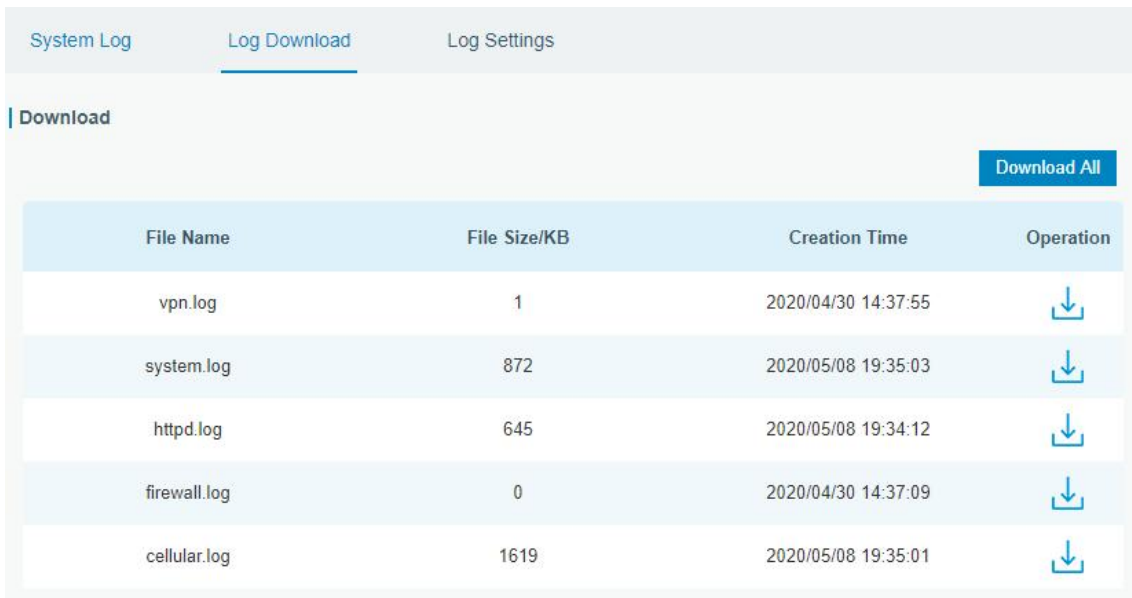 System Log Log Download Log Settings
Download
Download All
File Name File Size/KB Creation Time Operation
vpn.log 1 2020/04/30 14:37:55
system.log 872 2020/05/08 19:35:03
httpd.log 645 2020/05/08 19:34:12
firewall.log 0 2020/04/30 14:37:09
cellular.log 1619 2020/05/08 19:35:01